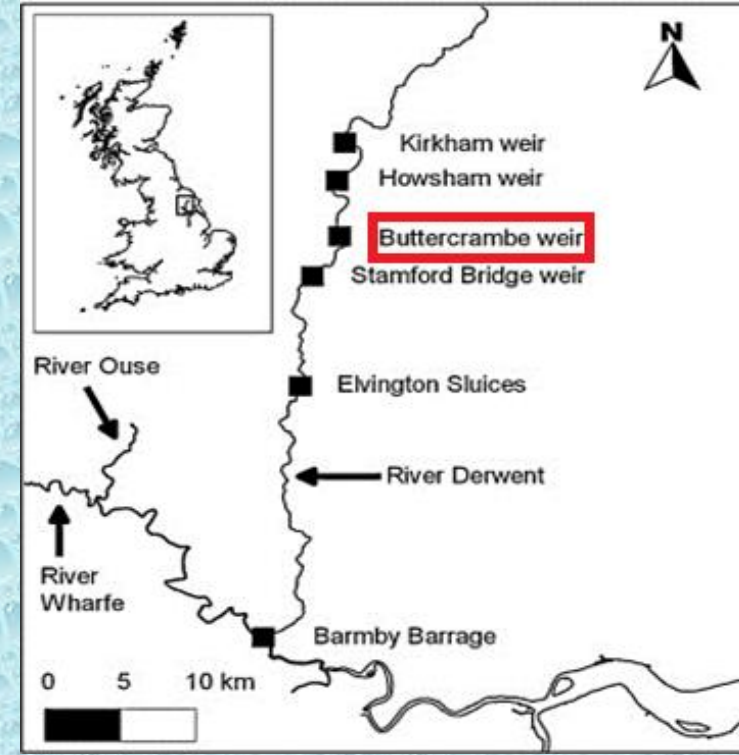 N
Kirkham weir
Howsham weir
Buttercrambe weir
Stamford Bridge weir
River Ouse
Elvington Sluices
River Derwent
River
Wharfe
Barmby Barrage
0 5 10 km